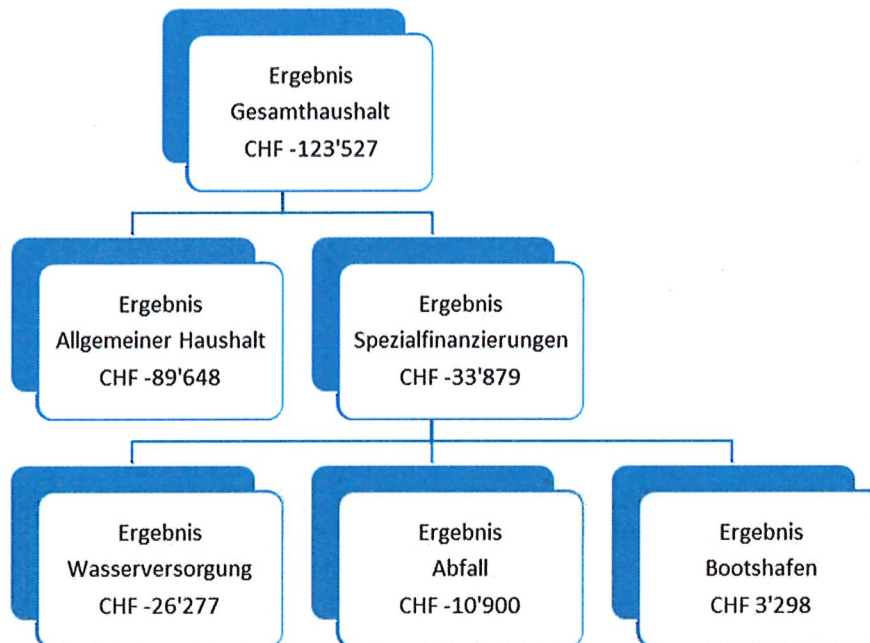 Ergebnis
Gesamthaushalt
CHF -123'527
Ergebnis
Allgemeiner Haushalt
CHF -89'648
Ergebnis
Spezialfinanzierungen
CHF -33'879
Ergebnis
Wasserversorgung
CHF -26'277
Ergebnis
Abfall
CHF -10'900
Ergebnis
Bootshafen
CHF 3'298